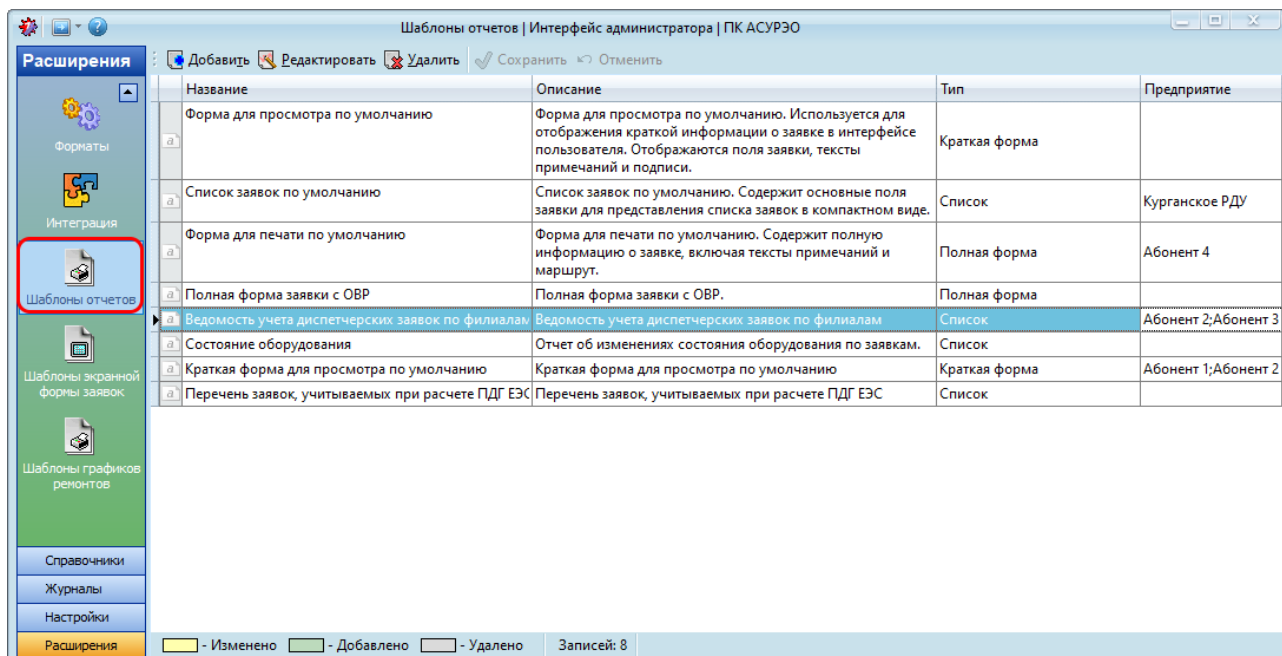 Шаблоны отчетов | Интерфейс администратора | ПК АСУРЭО
Расширения
Добавить Редактировать Удалить Сохранить Отменить
Форматы
Интеграция
Шаблоны отчетов
Шаблоны экранной
формы заявок
Шаблоны графиков
ремонтов
Справочники
Журналы
Настройки
Расширения
Название Описание Тип Предприятие
Форма для просмотра по умолчанию
Форма для просмотра по умолчанию. Используется для
отображения краткой информации о заявке в интерфейсе
пользователя. Отображаются поля заявки, тексты
примечаний и подписи.
Краткая форма
Список заявок по умолчанию
Список заявок по умолчанию. Содержит основные поля
заявки для представления списка заявок в компактном виде.
Список
Курганское РДУ
Форма для печати по умолчанию
Форма для печати по умолчанию. Содержит полную
информацию о заявке, включая тексты примечаний и
маршрут.
Полная форма
Абонент 4
Полная форма заявки с ОВР Полная форма заявки с ОВР. Полная форма
Ведомость учета диспетчерских заявок по филиалам Ведомость учета диспетчерских заявок по филиалам Список Абонент 2;Абонент 3
Состояние оборудования Отчет об изменениях состояния оборудования по заявкам. Список
Краткая форма для просмотра по умолчанию Краткая форма для просмотра по умолчанию Краткая форма Абонент 1;Абонент 2
Перечень заявок, учитываемых при расчете ПДГ ЕЭС Перечень заявок, учитываемых при расчете ПДГ ЕЭС Список
- Изменено - Добавлено - Удалено Записей: 8